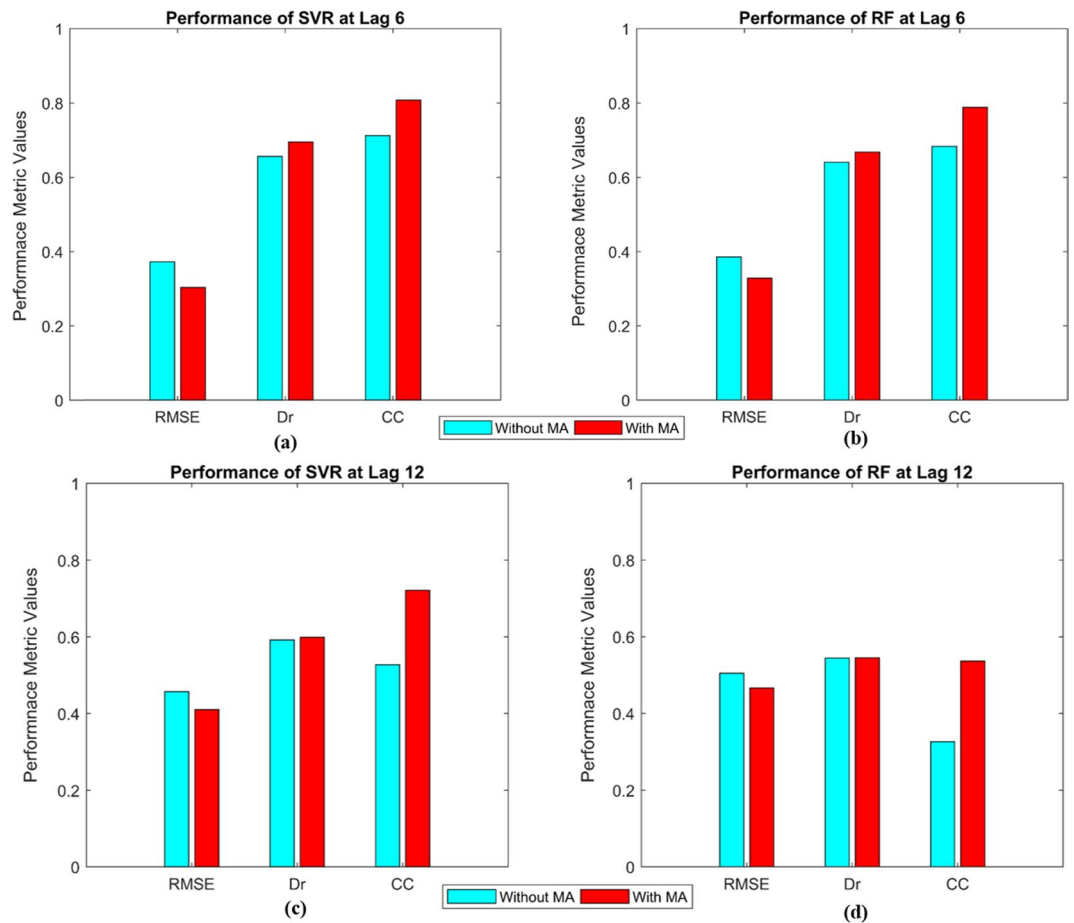 Performance of SVR at Lag 6
Performnace Metric Values
1
0.8
0.6
0.4
0.2
0
RMSE
Dr
CC
(a)
Performance of RF at Lag 6
Performnace Metric Values
1
0.8
0.6
0.4
0.2
0
RMSE
Dr
CC
(b)
Without MA
With MA
Performance of SVR at Lag 12
Performnace Metric Values
1
0.8
0.6
0.4
0.2
0
RMSE
Dr
CC
(c)
Performance of RF at Lag 12
Performnace Metric Values
1
0.8
0.6
0.4
0.2
0
RMSE
Dr
CC
(d)
Without MA
With MA